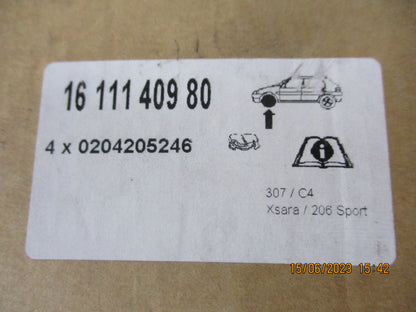 16 111 409 80
4 x 0204205246
307 / C4
Xsara / 206 Sport
15/06/2023 15:42